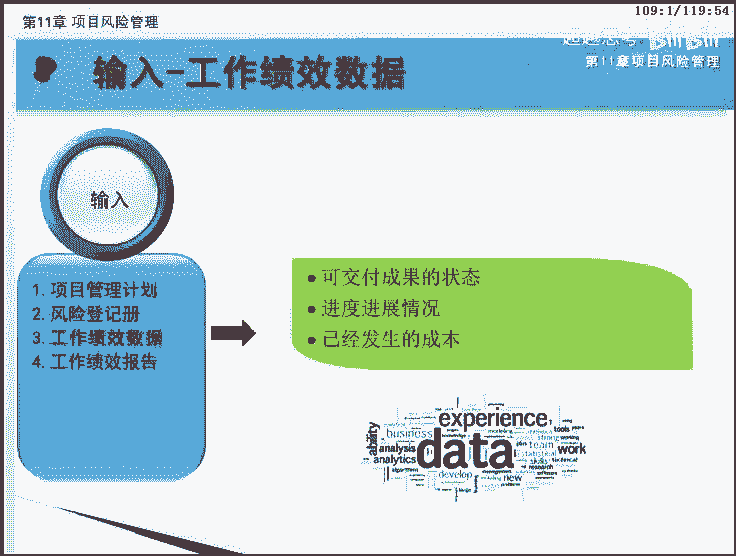 109:1/119:54
第11章 项目风险管理
bilibili
输入-工作绩效数据
第11章项目风险管理
输入
1. 项目管理计划
2. 风险登记册
3. 工作绩效数据
4. 工作绩效报告
●可交付成果的状态
●进度进展情况
●已经发生的成本
experience
ability
business
tools
analysis
data
team
work
analytics
skills
develop
new